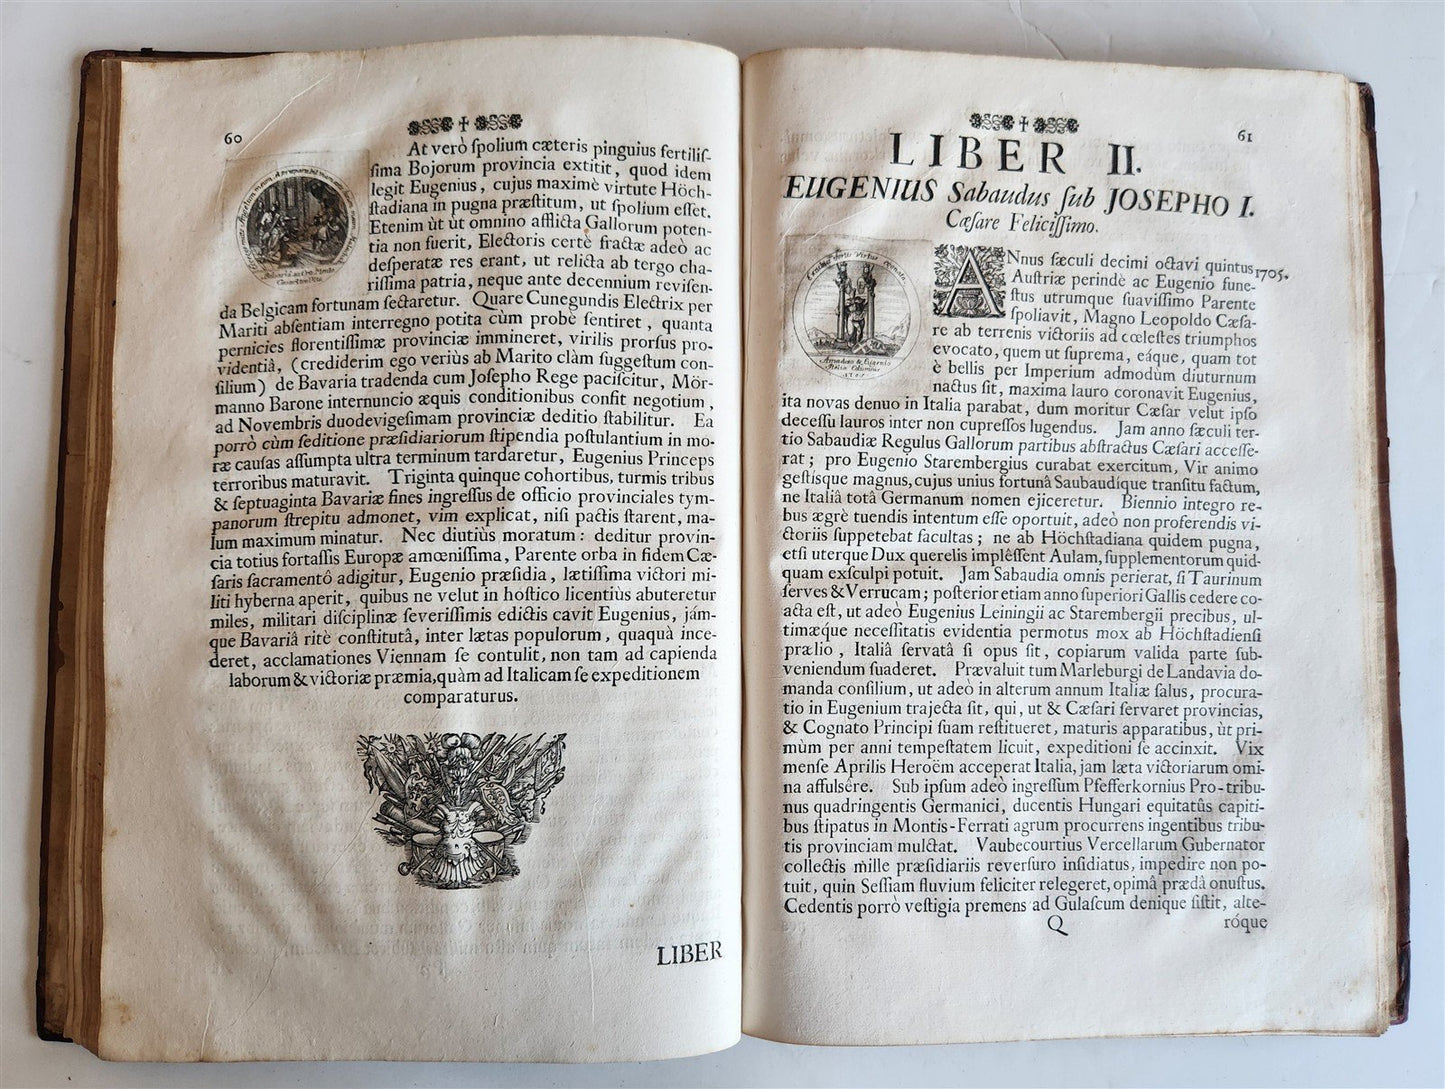 60
At verò ſpolium cæteris pinguius fertiliſ-
ſima Bojorum provincia extitit, quod idem
legit Eugenius, cujus maximè virtute Höch-
ſtadiana in pugna præſtitum, ut ſpolium eſſet.
Etenim ùt ut omnino afflicta Gallorum poten-
tia non fuerit, Electoris certè fractæ adeò ac
deſperatæ res erant, ut relicta ab tergo cha-
riſſima patria, neque ante decennium reviſen-
da Belgicam fortunam ſectaretur. Quare Cunegundis Electrix per
Mariti abſentiam interregno potita cùm probè ſentiret, quanta
pernicies florentiſſimæ provinciæ immineret, virilis prorſus pro-
videntiâ, (crediderim ego veriùs ab Marito clàm ſuggeſtum con-
ſilium) de Bavaria tradenda cum Joſepho Rege paciſcitur, Mör-
manno Barone internuncio æquis conditionibus confit negotium,
ad Novembris duodevigeſimam provinciæ deditio ſtabilitur. Ea
porrò cùm ſeditione præſidiariorum ſtipendia poſtulantium in mo-
ræ cauſas aſſumpta ultra terminum tardaretur, Eugenius Princeps
terroribus maturavit. Triginta quinque cohortibus, turmis tribus
& ſeptuaginta Bavariæ fines ingreſſus de officio provinciales tym-
panorum ſtrepitu admonet, vim explicat, niſi pactis ſtarent, ma-
lum maximum minatur. Nec diutiùs moratum: deditur provin-
cia totius fortaſſis Europæ amœniſſima, Parente orba in fidem Cæ-
ſaris ſacramentô adigitur, Eugenio præſidia, lætiſſima victori mi-
liti hyberna aperit, quibus ne velut in hoſtico licentiùs abuteretur
miles, militari diſciplinæ ſeveriſſimis edictis cavit Eugenius, jám-
que Bavariâ ritè conſtitutâ, inter lætas populorum, quaquà ince-
deret, acclamationes Viennam ſe contulit, non tam ad capienda
laborum & victoriæ præmia, quàm ad Italicam ſe expeditionem
comparaturus.
LIBER
61
LIBER II.
EUGENIUS Sabaudus ſub JOSEPHO I.
Cæſare Feliciſſimo.
Amadeo & Eugenio
Italiæ Columnis
1705
ANnus ſæculi decimi octavi quintus 1705.
Auſtriæ perindè ac Eugenio fune-
ſtus utrumque ſuaviſſimo Parente
ſpoliavit, Magno Leopoldo Cæſa-
re ab terrenis victoriis ad cœleſtes triumphos
evocato, quem ut ſuprema, eáque, quam tot
è bellis per Imperium admodùm diuturnum
nactus ſit, maxima lauro coronavit Eugenius,
ita novas denuo in Italia parabat, dum moritur Cæſar velut ipſo
deceſſu lauros inter non cupreſſos lugendus. Jam anno ſæculi ter-
tio Sabaudiæ Regulus Gallorum partibus abſtractus Cæſari acceſſe-
rat; pro Eugenio Starembergius curabat exercitum, Vir animo
geſtiſque magnus, cujus unius fortunâ Saubaudíque tranſitu factum,
ne Italiâ totâ Germanum nomen ejiceretur. Biennio integro re-
bus ægrè tuendis intentum eſſe oportuit, adeò non proferendis vi-
ctoriis ſuppetebat facultas; ne ab Höchſtadiana quidem pugna,
etſi uterque Dux querelis implêſſent Aulam, ſupplementorum quid-
quam exſculpi potuit. Jam Sabaudia omnis perierat, ſi Taurinum
ſerves & Verrucam; poſterior etiam anno ſuperiori Gallis cedere co-
acta eſt, ut adeò Eugenius Leiningii ac Starembergii precibus, ul-
timæque neceſſitatis evidentia permotus mox ab Höchſtadienſi
prælio, Italiâ ſervatâ ſi opus ſit, copiarum valida parte ſub-
veniendum ſuaderet. Prævaluit tum Marleburgi de Landavia do-
manda conſilium, ut adeò in alterum annum Italiæ ſalus, procura-
tio in Eugenium trajecta ſit, qui, ut & Cæſari ſervaret provincias,
& Cognato Principi ſuam reſtitueret, maturis apparatibus, ùt pri-
mùm per anni tempeſtatem licuit, expeditioni ſe accinxit. Vix
menſe Aprilis Heroëm acceperat Italia, jam læta victoriarum omi-
na affulsêre. Sub ipſum adeò ingreſſum Pfefferkornius Pro-tribu-
nus quadringentis Germanici, ducentis Hungari equitatûs capiti-
bus ſtipatus in Montis-Ferrati agrum procurrens ingentibus tribu-
tis provinciam mulctat. Vaubecourtius Vercellarum Gubernator
collectis mille præſidiariis reverſuro inſidiatus, impedire non po-
tuit, quin Seſſiam fluvium feliciter relegeret, opimâ prædâ onuſtus.
Cedentis porrò veſtigia premens ad Gulaſcum denique ſiſtit, alte-
Q róque